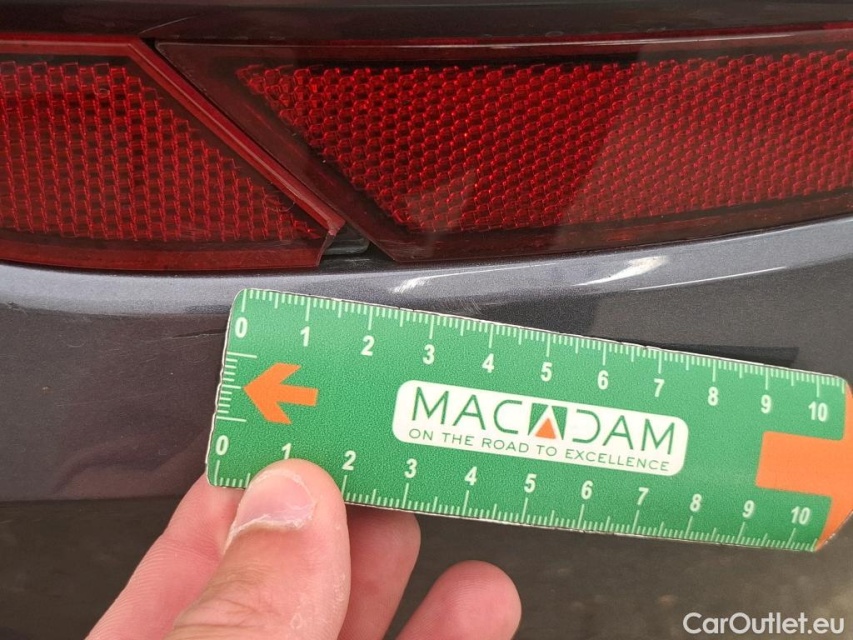 0 1 2 3 4 5 6 7 8 9 10
MACADAM
ON THE ROAD TO EXCELLENCE
0 1 2 3 4 5 6 7 8 9 10
CarOutlet.eu